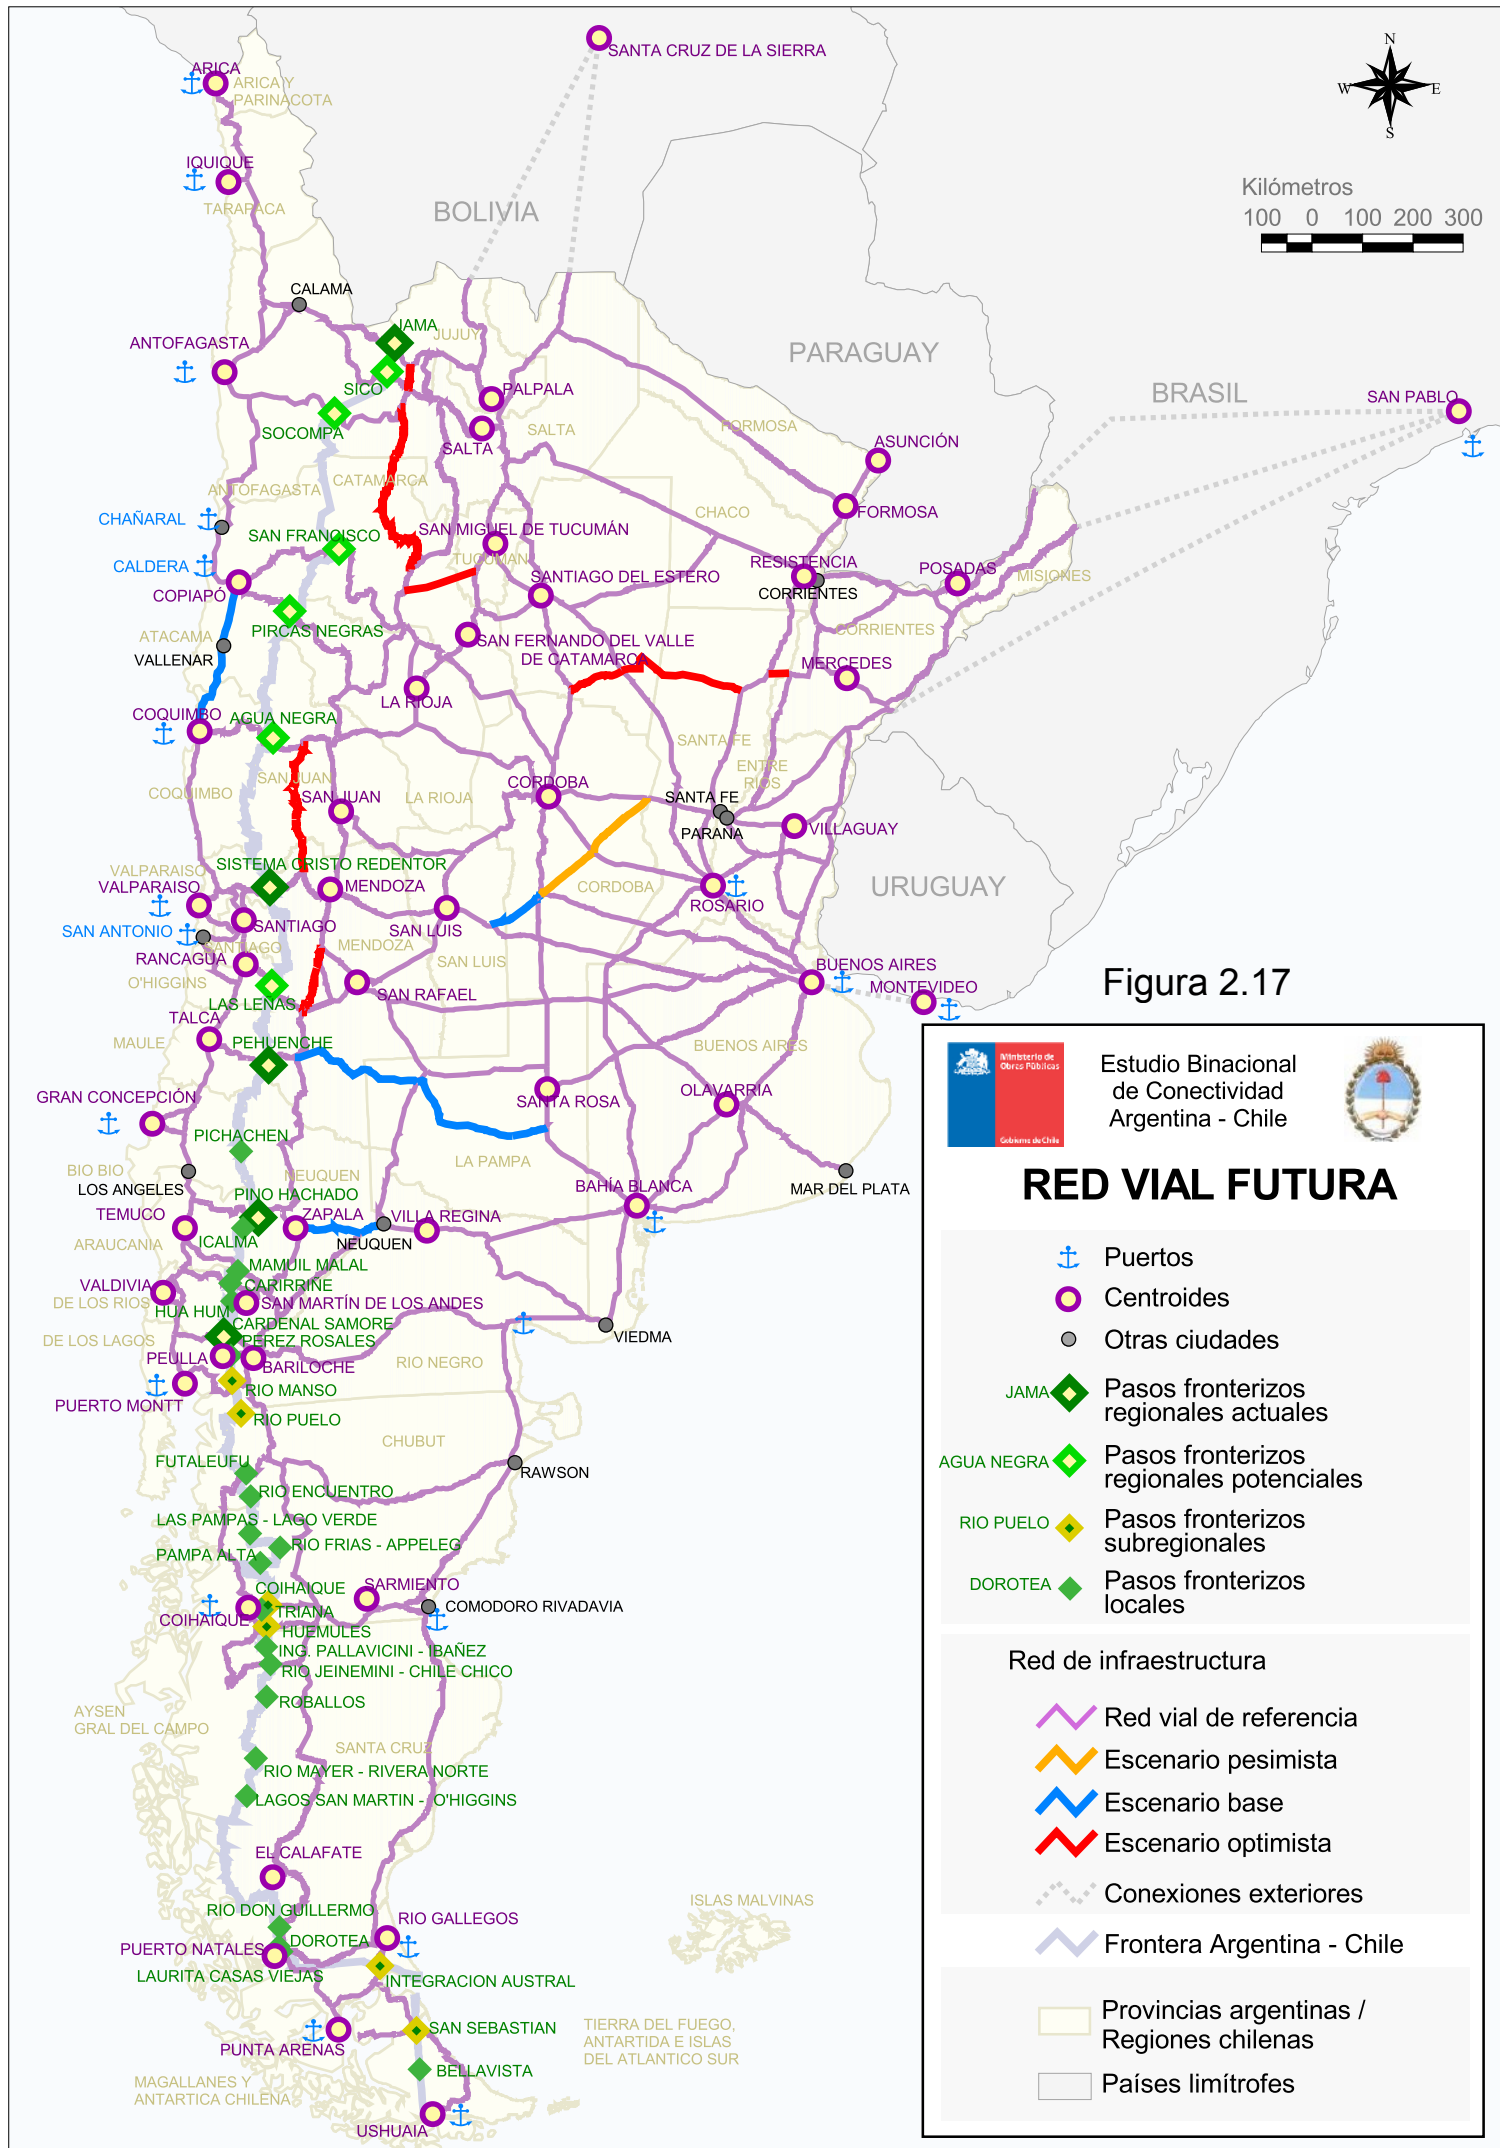 SANTA CRUZ DE LA SIERRA
N
W
E
S
ARICA
ARICA Y
PARINACOTA
IQUIQUE
TARAPACA
BOLIVIA
Kilómetros
100 0 100 200 300
CALAMA
JAMA
JUJUY
ANTOFAGASTA
PARAGUAY
SICO
PALPALA
BRASIL
SAN PABLO
SOCOMPA
SALTA
SALTA
FORMOSA
ASUNCIÓN
ANTOFAGASTA
CATAMARCA
CHAÑARAL
CHACO
FORMOSA
SAN FRANCISCO
SAN MIGUEL DE TUCUMÁN
CALDERA
TUCUMAN
RESISTENCIA
POSADAS
MISIONES
COPIAPÓ
SANTIAGO DEL ESTERO
CORRIENTES
PIRCAS NEGRAS
ATACAMA
VALLENAR
CORRIENTES
SAN FERNANDO DEL VALLE
DE CATAMARCA
MERCEDES
LA RIOJA
COQUIMBO
AGUA NEGRA
SANTA FE
ENTRE
RIOS
SAN JUAN
COQUIMBO
SAN JUAN
LA RIOJA
CORDOBA
SANTA FE
PARANA
VILLAGUAY
SISTEMA CRISTO REDENTOR
VALPARAISO
VALPARAISO
MENDOZA
CORDOBA
URUGUAY
ROSARIO
SANTIAGO
SAN LUIS
SAN ANTONIO
SANTIAGO
MENDOZA
RANCAGUA
SAN LUIS
BUENOS AIRES
O'HIGGINS
SAN RAFAEL
MONTEVIDEO
LAS LEÑAS
TALCA
MAULE
PEHUENCHE
BUENOS AIRES
GRAN CONCEPCIÓN
SANTA ROSA
OLAVARRIA
PICHACHEN
BIO BIO
LOS ANGELES
NEUQUEN
LA PAMPA
MAR DEL PLATA
PINO HACHADO
BAHÍA BLANCA
TEMUCO
ZAPALA
VILLA REGINA
ICALMA
NEUQUEN
ARAUCANIA
MAMUIL MALAL
VALDIVIA
CARIRRIÑE
DE LOS RIOS
HUA HUM
SAN MARTÍN DE LOS ANDES
CARDENAL SAMORE
VIEDMA
DE LOS LAGOS
PEREZ ROSALES
PEULLA
BARILOCHE
RIO NEGRO
RIO MANSO
PUERTO MONTT
RIO PUELO
CHUBUT
FUTALEUFU
RAWSON
RIO ENCUENTRO
LAS PAMPAS - LAGO VERDE
RIO FRIAS - APPELEG
PAMPA ALTA
COIHAIQUE
SARMIENTO
TRIANA
COMODORO RIVADAVIA
COIHAIQUE
HUEMULES
ING. PALLAVICINI - IBAÑEZ
RIO JEINEMINI - CHILE CHICO
ROBALLOS
AYSEN
GRAL DEL CAMPO
SANTA CRUZ
RIO MAYER - RIVERA NORTE
LAGOS SAN MARTIN - O'HIGGINS
EL CALAFATE
ISLAS MALVINAS
RIO DON GUILLERMO
RIO GALLEGOS
DOROTEA
PUERTO NATALES
LAURITA CASAS VIEJAS
INTEGRACION AUSTRAL
SAN SEBASTIAN
TIERRA DEL FUEGO,
ANTARTIDA E ISLAS
DEL ATLANTICO SUR
PUNTA ARENAS
BELLAVISTA
MAGALLANES Y
ANTARTICA CHILENA
USHUAIA
Figura 2.17
Ministerio de
Obras Públicas
Gobierno de Chile
Estudio Binacional
de Conectividad
Argentina - Chile
RED VIAL FUTURA
Puertos
Centroides
Otras ciudades
JAMA
Pasos fronterizos
regionales actuales
AGUA NEGRA
Pasos fronterizos
regionales potenciales
RIO PUELO
Pasos fronterizos
subregionales
DOROTEA
Pasos fronterizos
locales
Red de infraestructura
Red vial de referencia
Escenario pesimista
Escenario base
Escenario optimista
Conexiones exteriores
Frontera Argentina - Chile
Provincias argentinas /
Regiones chilenas
Países limítrofes